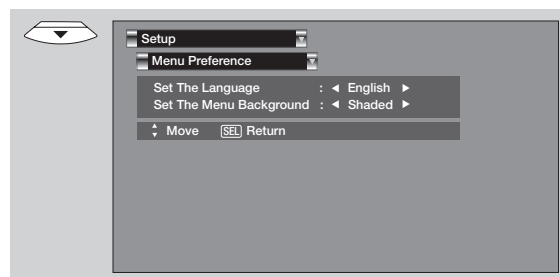 Setup
Menu Preference
Set The Language : ◄ English ►
Set The Menu Background : ◄ Shaded ►
Move SEL Return